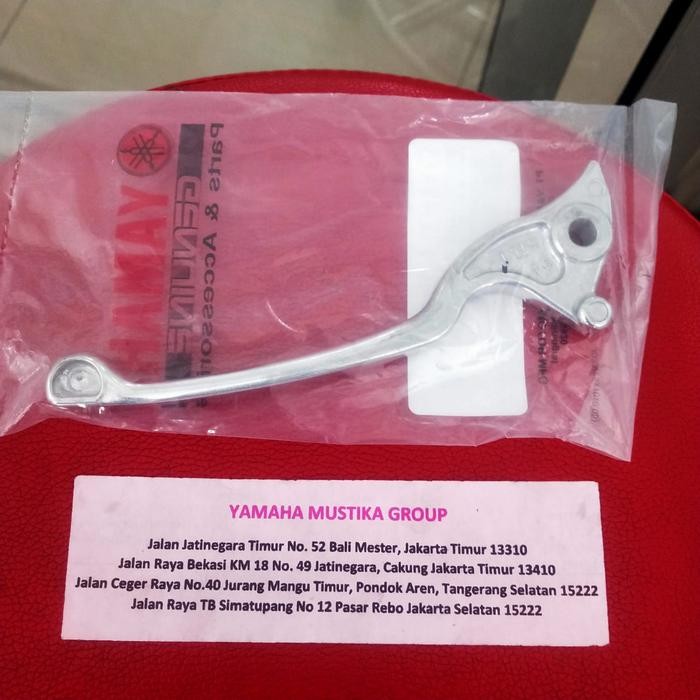 YAMAHA
GENUINE
Parts & Accessories
YAMAHA MUSTIKA GROUP
Jalan Jatinegara Timur No. 52 Bali Mester, Jakarta Timur 13310
Jalan Raya Bekasi KM 18 No. 49 Jatinegara, Cakung Jakarta Timur 13410
Jalan Ceger Raya No.40 Jurang Mangu Timur, Pondok Aren, Tangerang Selatan 15222
Jalan Raya TB Simatupang No 12 Pasar Rebo Jakarta Selatan 15222